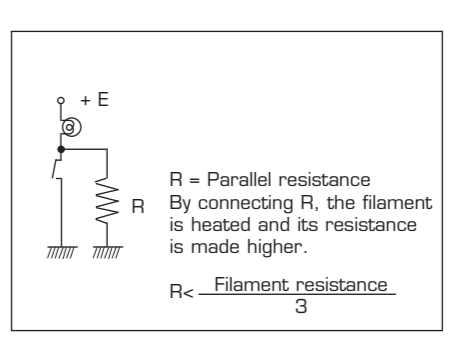 + E
R
R = Parallel resistance
By connecting R, the filament
is heated and its resistance
is made higher.
R< Filament resistance
3